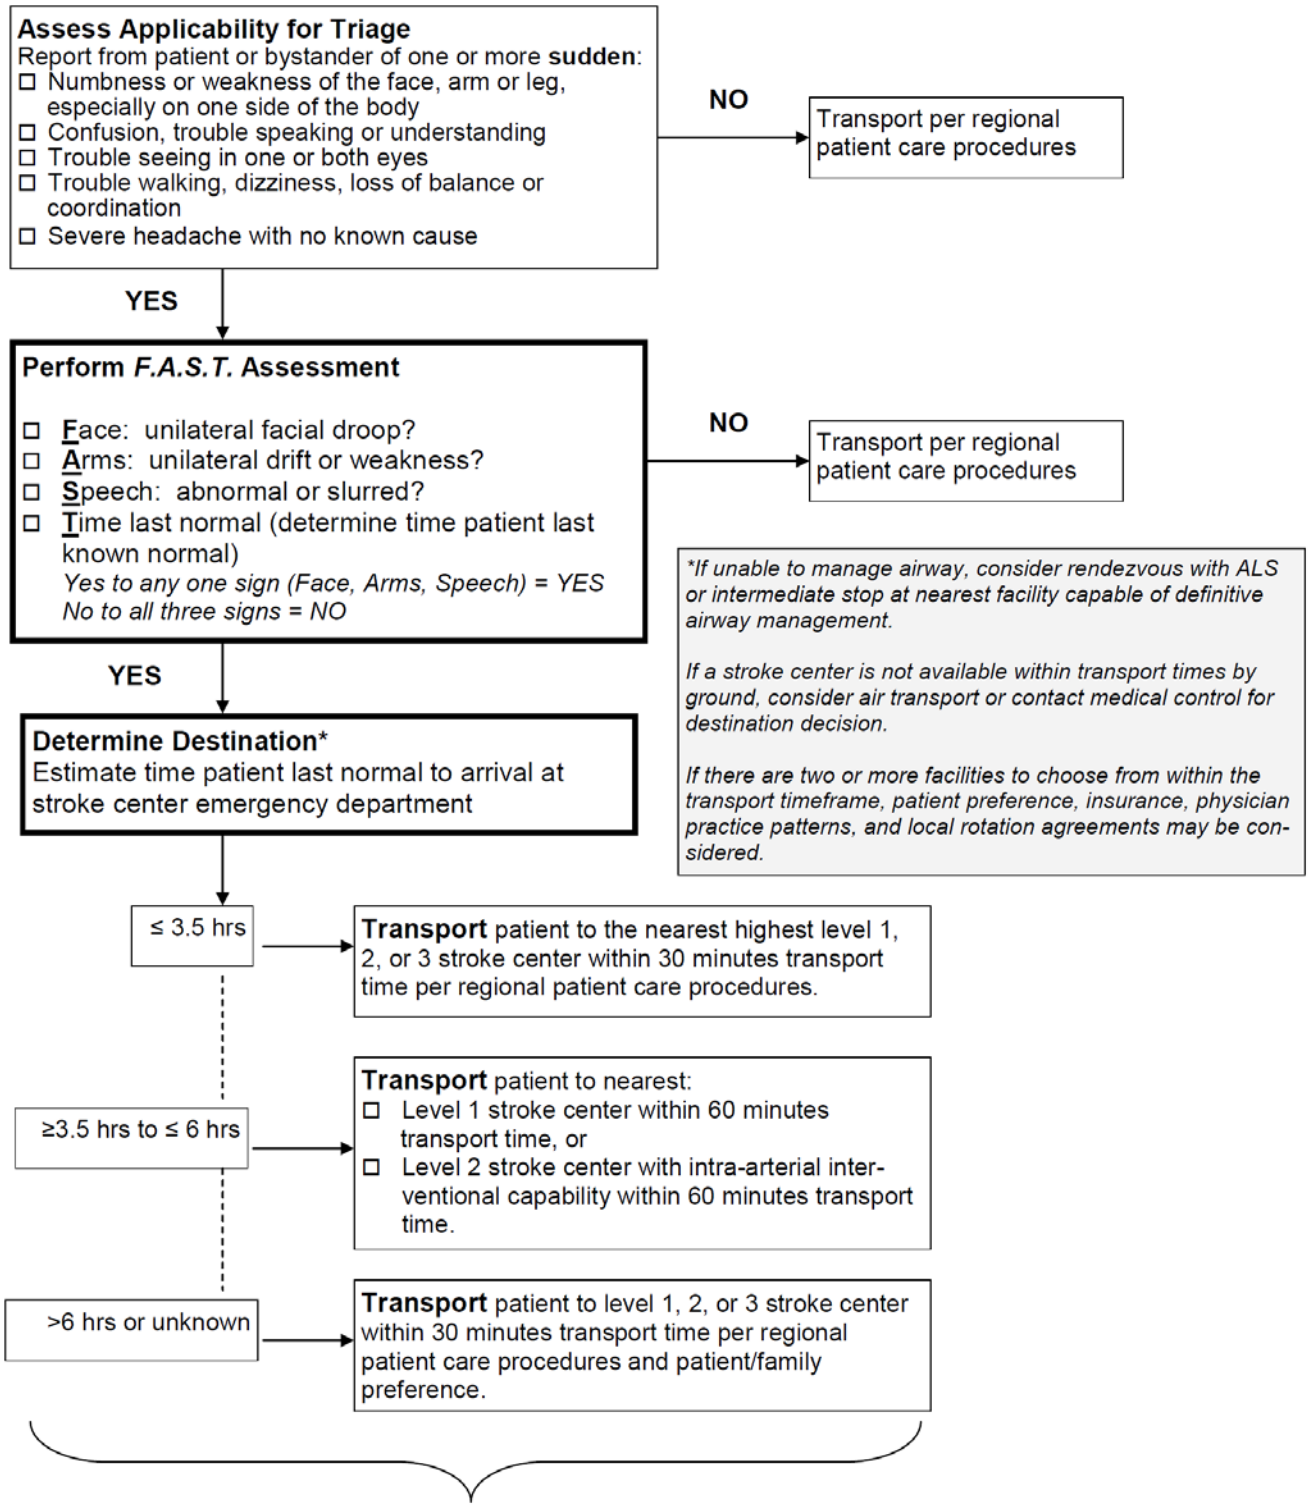 Assess Applicability for Triage
Report from patient or bystander of one or more sudden:
☐ Numbness or weakness of the face, arm or leg,
especially on one side of the body
☐ Confusion, trouble speaking or understanding
☐ Trouble seeing in one or both eyes
☐ Trouble walking, dizziness, loss of balance or
coordination
☐ Severe headache with no known cause
NO
Transport per regional
patient care procedures
YES
Perform F.A.S.T. Assessment
☐ Face: unilateral facial droop?
☐ Arms: unilateral drift or weakness?
☐ Speech: abnormal or slurred?
☐ Time last normal (determine time patient last
known normal)
Yes to any one sign (Face, Arms, Speech) = YES
No to all three signs = NO
NO
Transport per regional
patient care procedures
*If unable to manage airway, consider rendezvous with ALS
or intermediate stop at nearest facility capable of definitive
airway management.
If a stroke center is not available within transport times by
ground, consider air transport or contact medical control for
destination decision.
If there are two or more facilities to choose from within the
transport timeframe, patient preference, insurance, physician
practice patterns, and local rotation agreements may be con-
sidered.
YES
Determine Destination*
Estimate time patient last normal to arrival at
stroke center emergency department
≤ 3.5 hrs
Transport patient to the nearest highest level 1,
2, or 3 stroke center within 30 minutes transport
time per regional patient care procedures.
≥3.5 hrs to ≤ 6 hrs
Transport patient to nearest:
☐ Level 1 stroke center within 60 minutes
transport time, or
☐ Level 2 stroke center with intra-arterial inter-
ventional capability within 60 minutes transport
time.
>6 hrs or unknown
Transport patient to level 1, 2, or 3 stroke center
within 30 minutes transport time per regional
patient care procedures and patient/family
preference.